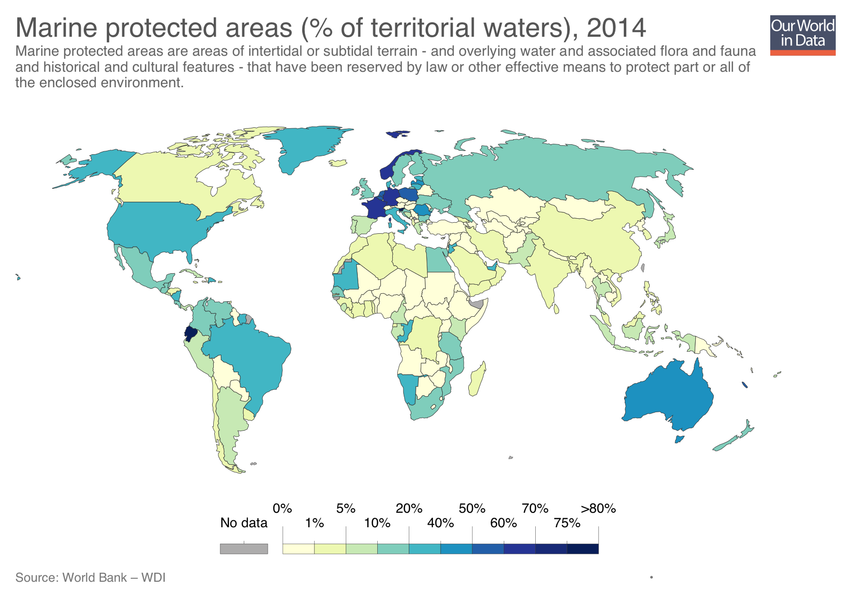 Marine protected areas (% of territorial waters), 2014
Our World
in Data
Marine protected areas are areas of intertidal or subtidal terrain - and overlying water and associated flora and fauna
and historical and cultural features - that have been reserved by law or other effective means to protect part or all of
the enclosed environment.
0% 5% 20% 50% 70% >80%
No data 1% 10% 40% 60% 75%
Source: World Bank – WDI